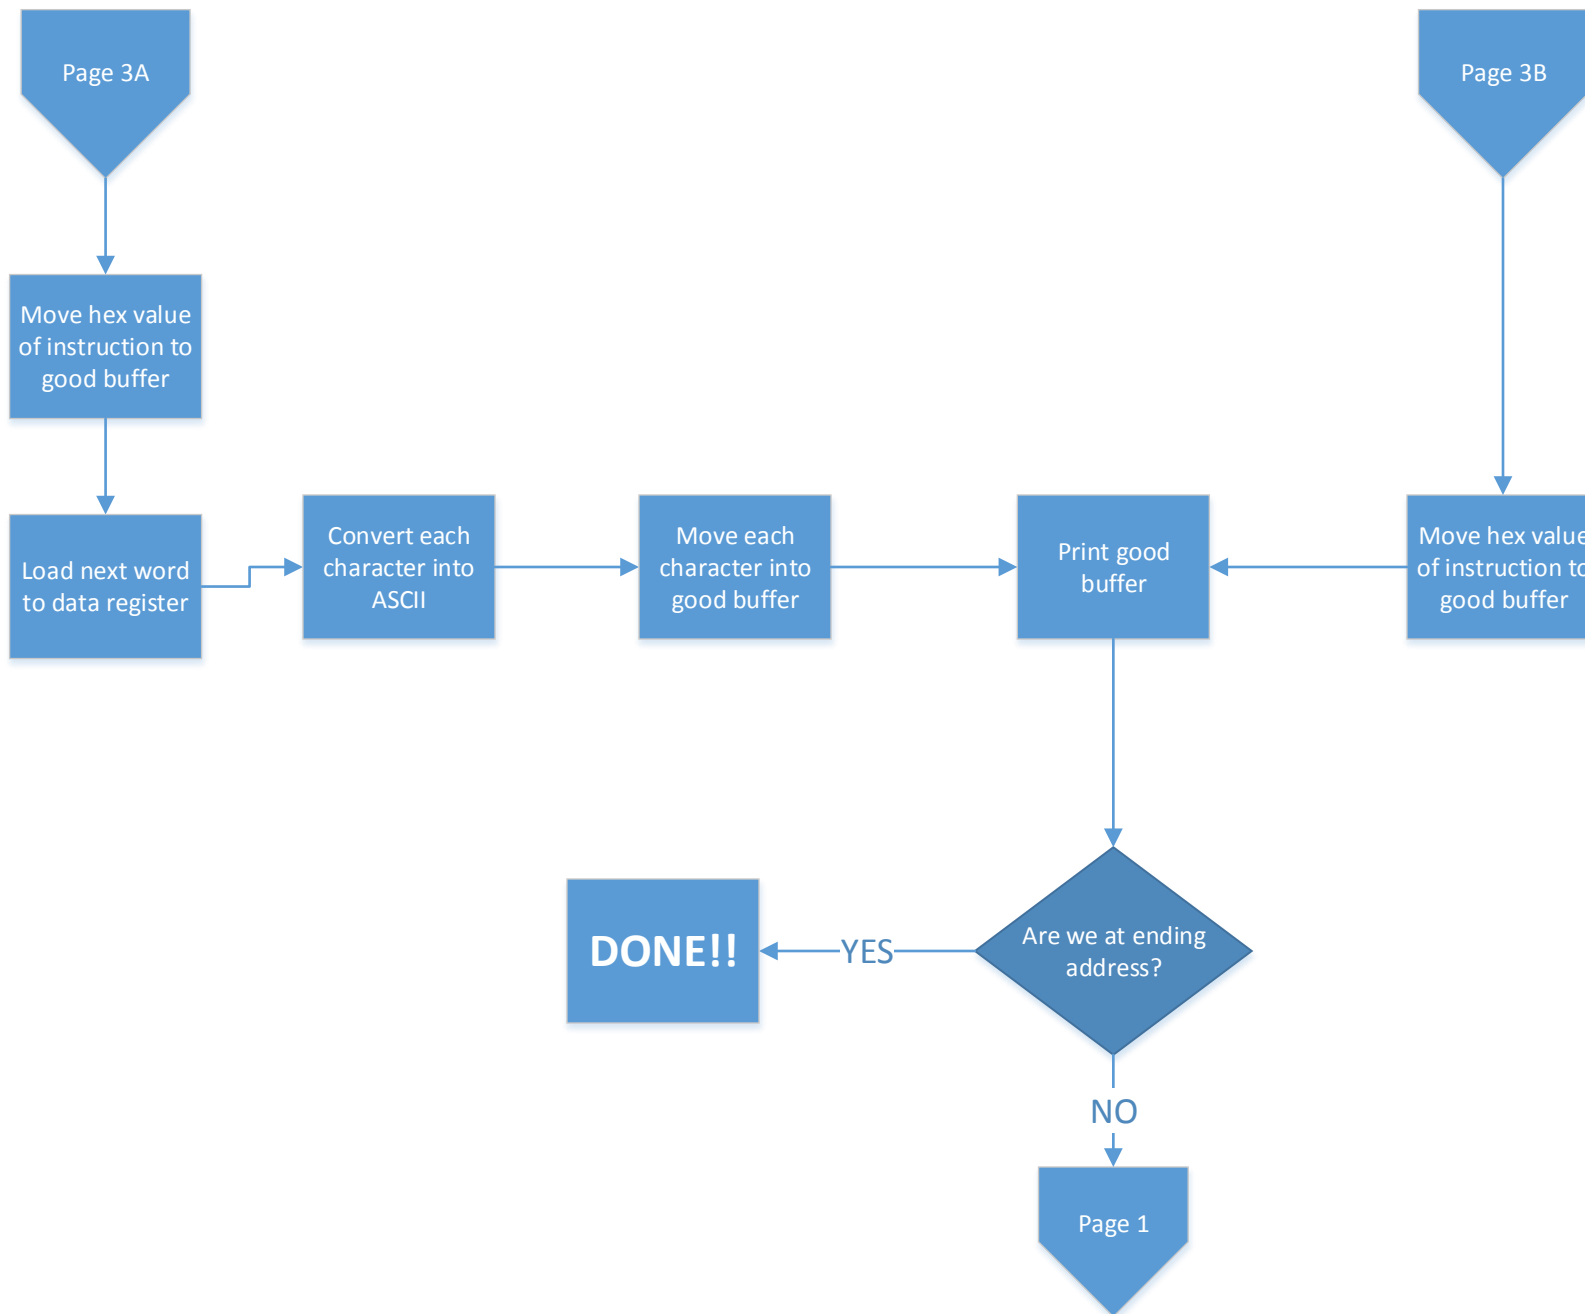 Page 3A
Page 3B
Move hex value
of instruction to
good buffer
Load next word
to data register
Convert each
character into
ASCII
Move each
character into
good buffer
Print good
buffer
Move hex value
of instruction to
good buffer
Are we at ending
address?
YES
DONE!!
NO
Page 1